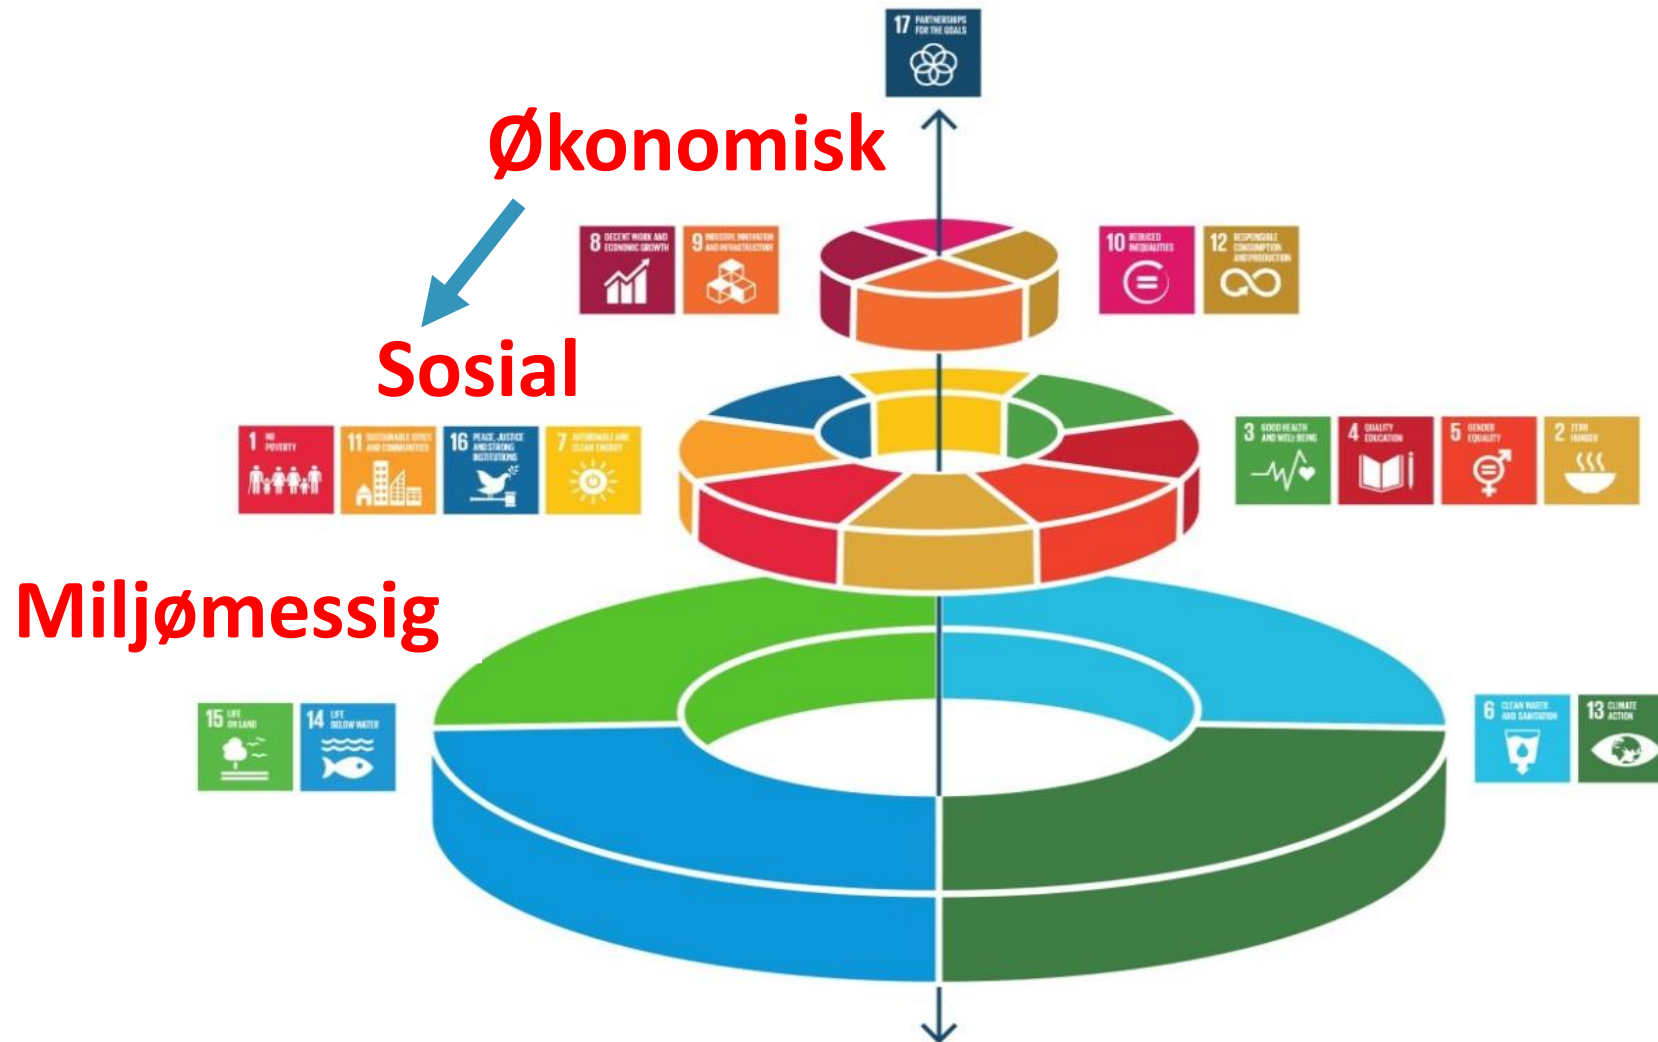 17 PARTNERSHIPS
FOR THE GOALS
Økonomisk
8 DECENT WORK AND
ECONOMIC GROWTH
9 INDUSTRY, INNOVATION
AND INFRASTRUCTURE
10 REDUCED
INEQUALITIES
12 RESPONSIBLE
CONSUMPTION
AND PRODUCTION
Sosial
1 NO
POVERTY
11 SUSTAINABLE CITIES
AND COMMUNITIES
16 PEACE, JUSTICE
AND STRONG
INSTITUTIONS
7 AFFORDABLE AND
CLEAN ENERGY
3 GOOD HEALTH
AND WELL-BEING
4 QUALITY
EDUCATION
5 GENDER
EQUALITY
2 ZERO
HUNGER
Miljømessig
15 LIFE
ON LAND
14 LIFE
BELOW WATER
6 CLEAN WATER
AND SANITATION
13 CLIMATE
ACTION